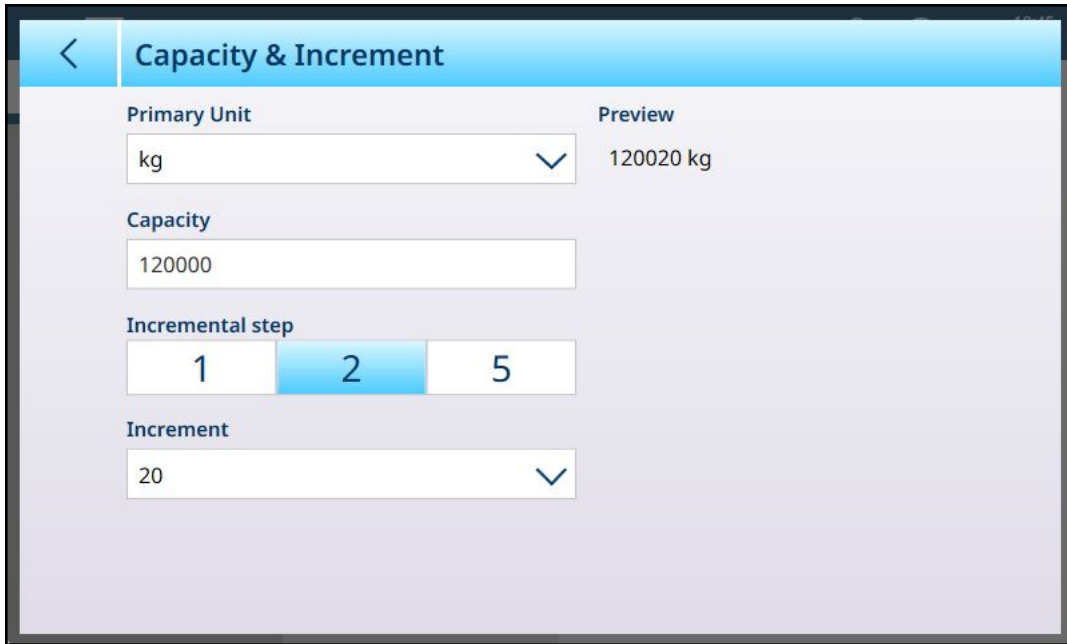 Capacity & Increment
Primary Unit
Preview
kg
120020 kg
Capacity
120000
Incremental step
1 2 5
Increment
20